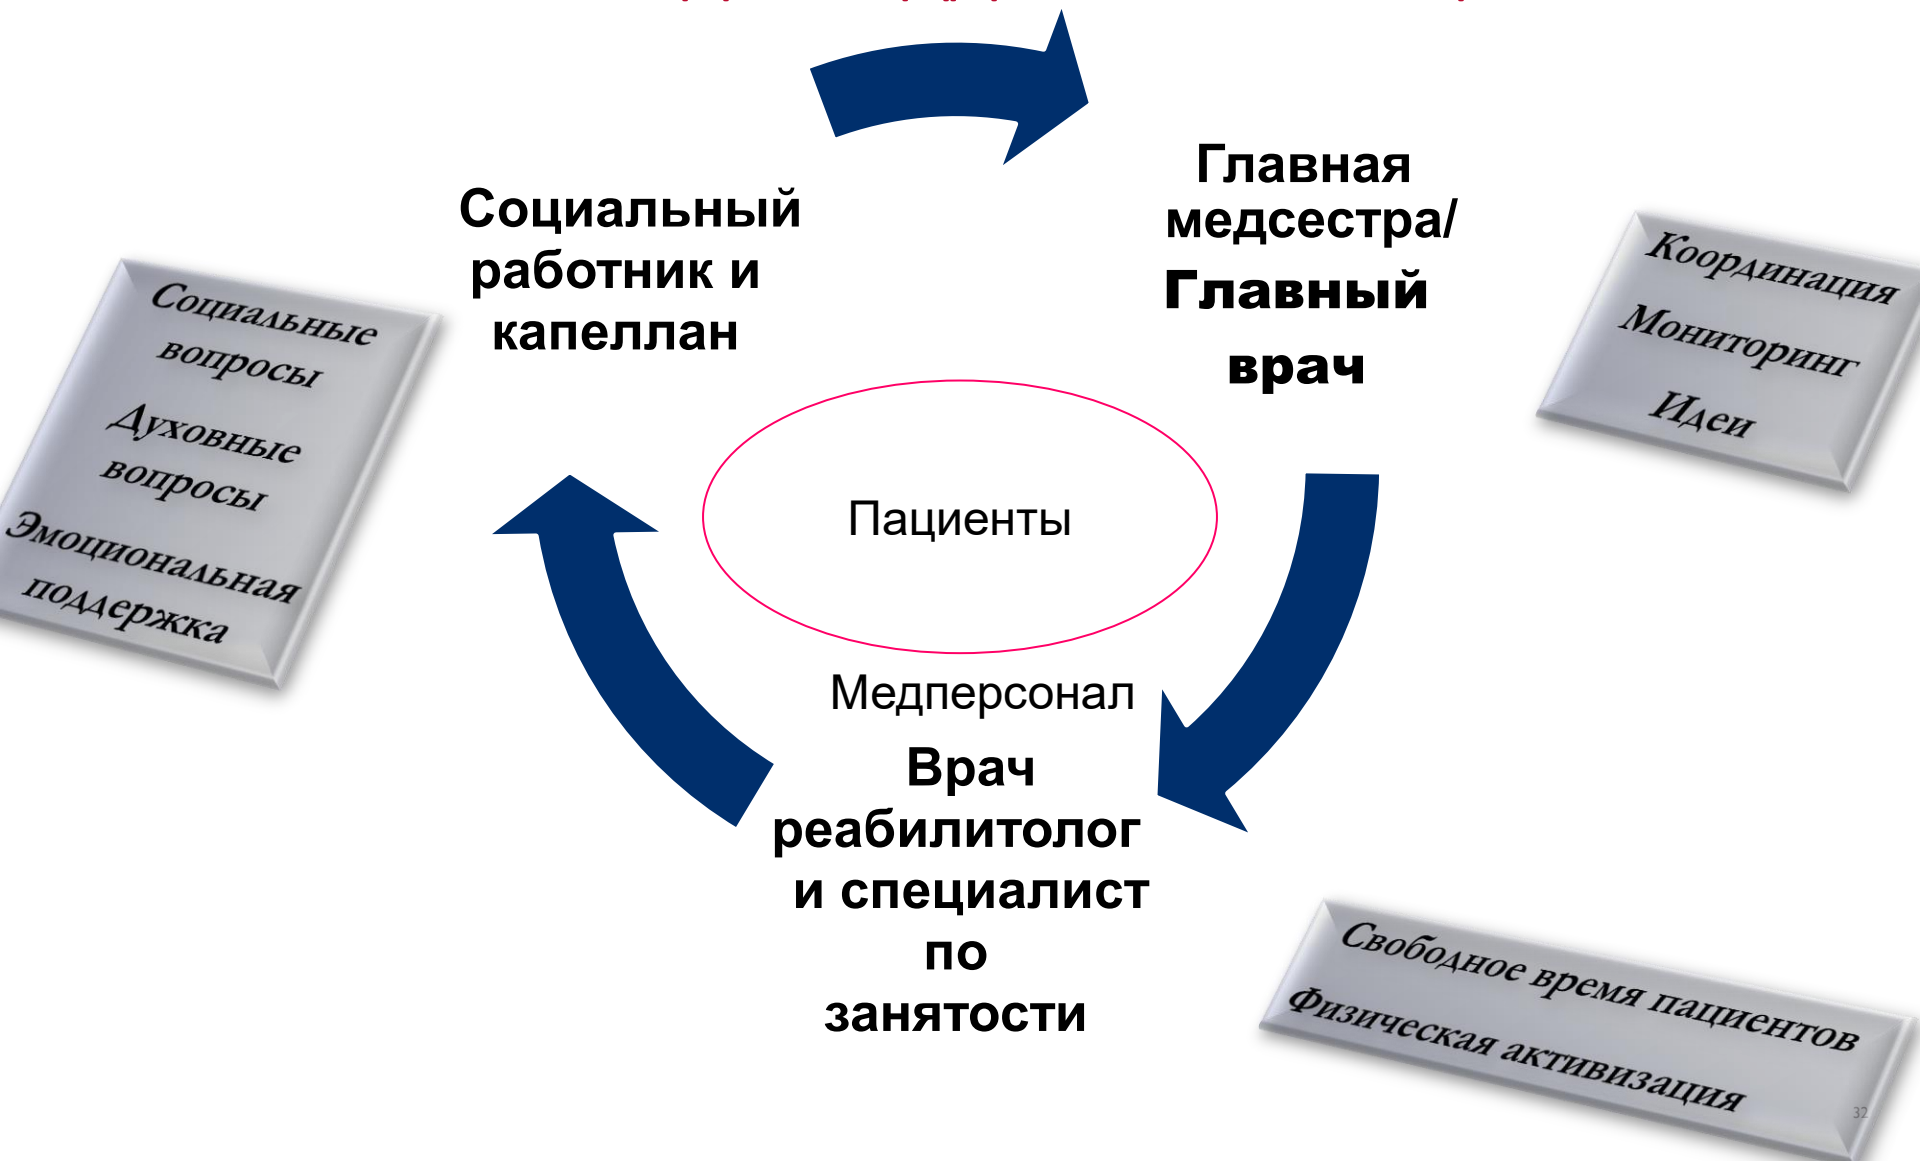 Социальный
работник и
капеллан
Главная
медсестра/
Главный
врач
Социальные
вопросы
Духовные
вопросы
Эмоциональная
поддержка
Координация
Мониторинг
Идеи
Пациенты
Медперсонал
Врач
реабилитолог
и специалист
по
занятости
Свободное время пациентов
Физическая активизация
32